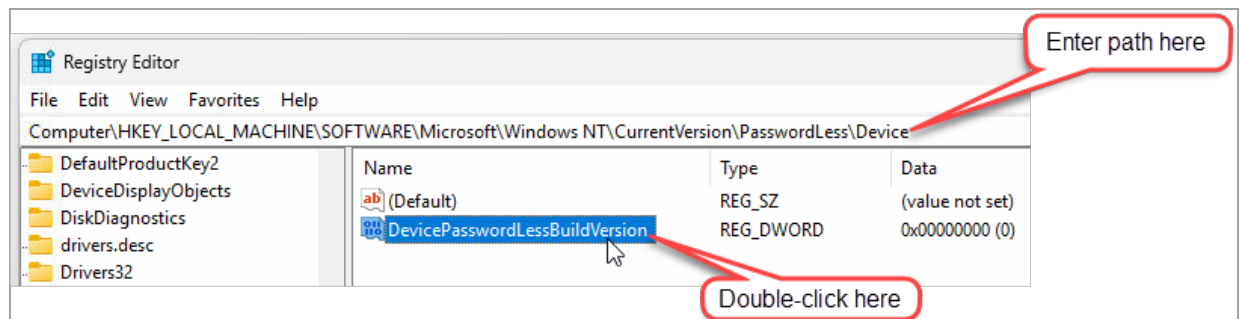 Enter path here
Registry Editor
File Edit View Favorites Help
Computer\HKEY_LOCAL_MACHINE\SOFTWARE\Microsoft\Windows NT\CurrentVersion\PasswordLess\Device
DefaultProductKey2
DeviceDisplayObjects
DiskDiagnostics
drivers.desc
Drivers32
Name Type Data
(Default) REG_SZ (value not set)
DevicePasswordLessBuildVersion REG_DWORD 0x00000000 (0)
Double-click here